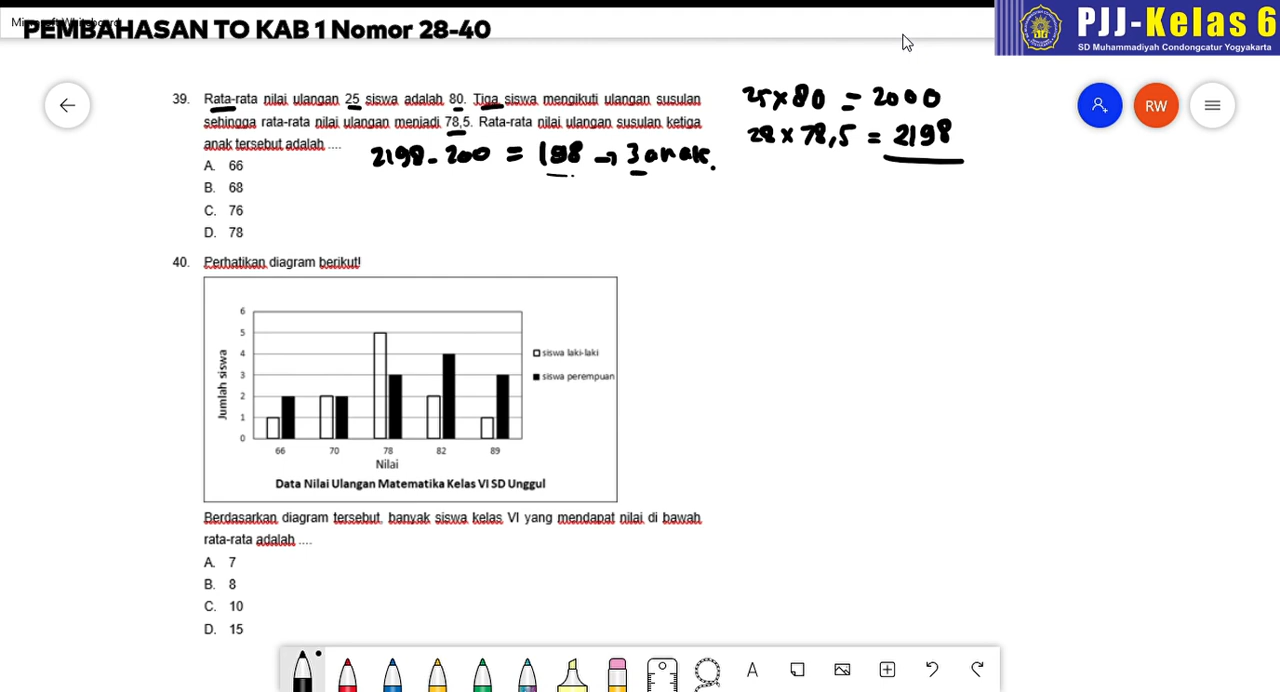 PEMBAHASAN TO KAB 1 Nomor 28-40
PJJ-Kelas 6
SD Muhammadiyah Condongcatur Yogyakarta
RW
39. Rata-rata nilai ulangan 25 siswa adalah 80. Tiga siswa mengikuti ulangan susulan
sehingga rata-rata nilai ulangan menjadi 78,5. Rata-rata nilai ulangan susulan ketiga
anak tersebut adalah ....
25 x 80 = 2000
28 x 78,5 = 2198
2198 - 200 = 198 → 3 anak.
A. 66
B. 68
C. 76
D. 78
40. Perhatikan diagram berikut!
6
5
4
3
2
1
0
Jumlah siswa
66 70 78 82 89
Nilai
siswa laki-laki
siswa perempuan
Data Nilai Ulangan Matematika Kelas VI SD Unggul
Berdasarkan diagram tersebut, banyak siswa kelas VI yang mendapat nilai di bawah
rata-rata adalah ....
A. 7
B. 8
C. 10
D. 15
A